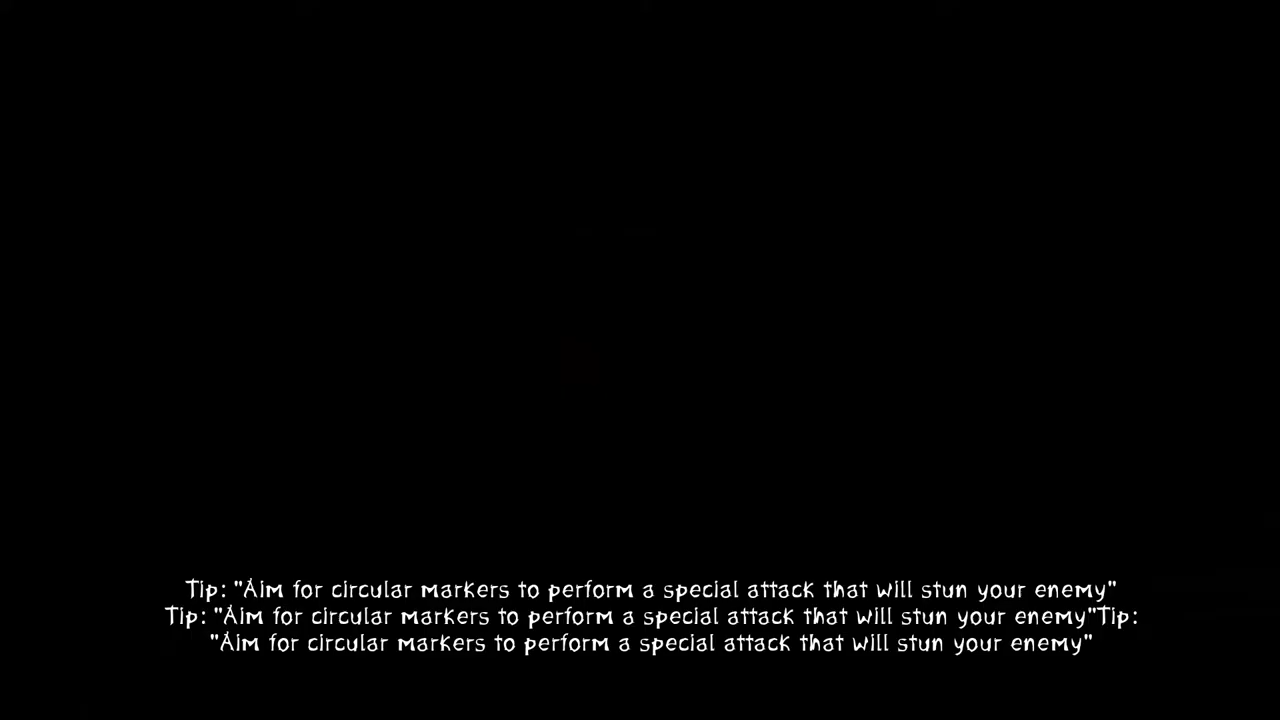 Tip: "Aim for circular markers to perform a special attack that will stun your enemy"
Tip: "Aim for circular markers to perform a special attack that will stun your enemy"Tip:
"Aim for circular markers to perform a special attack that will stun your enemy"